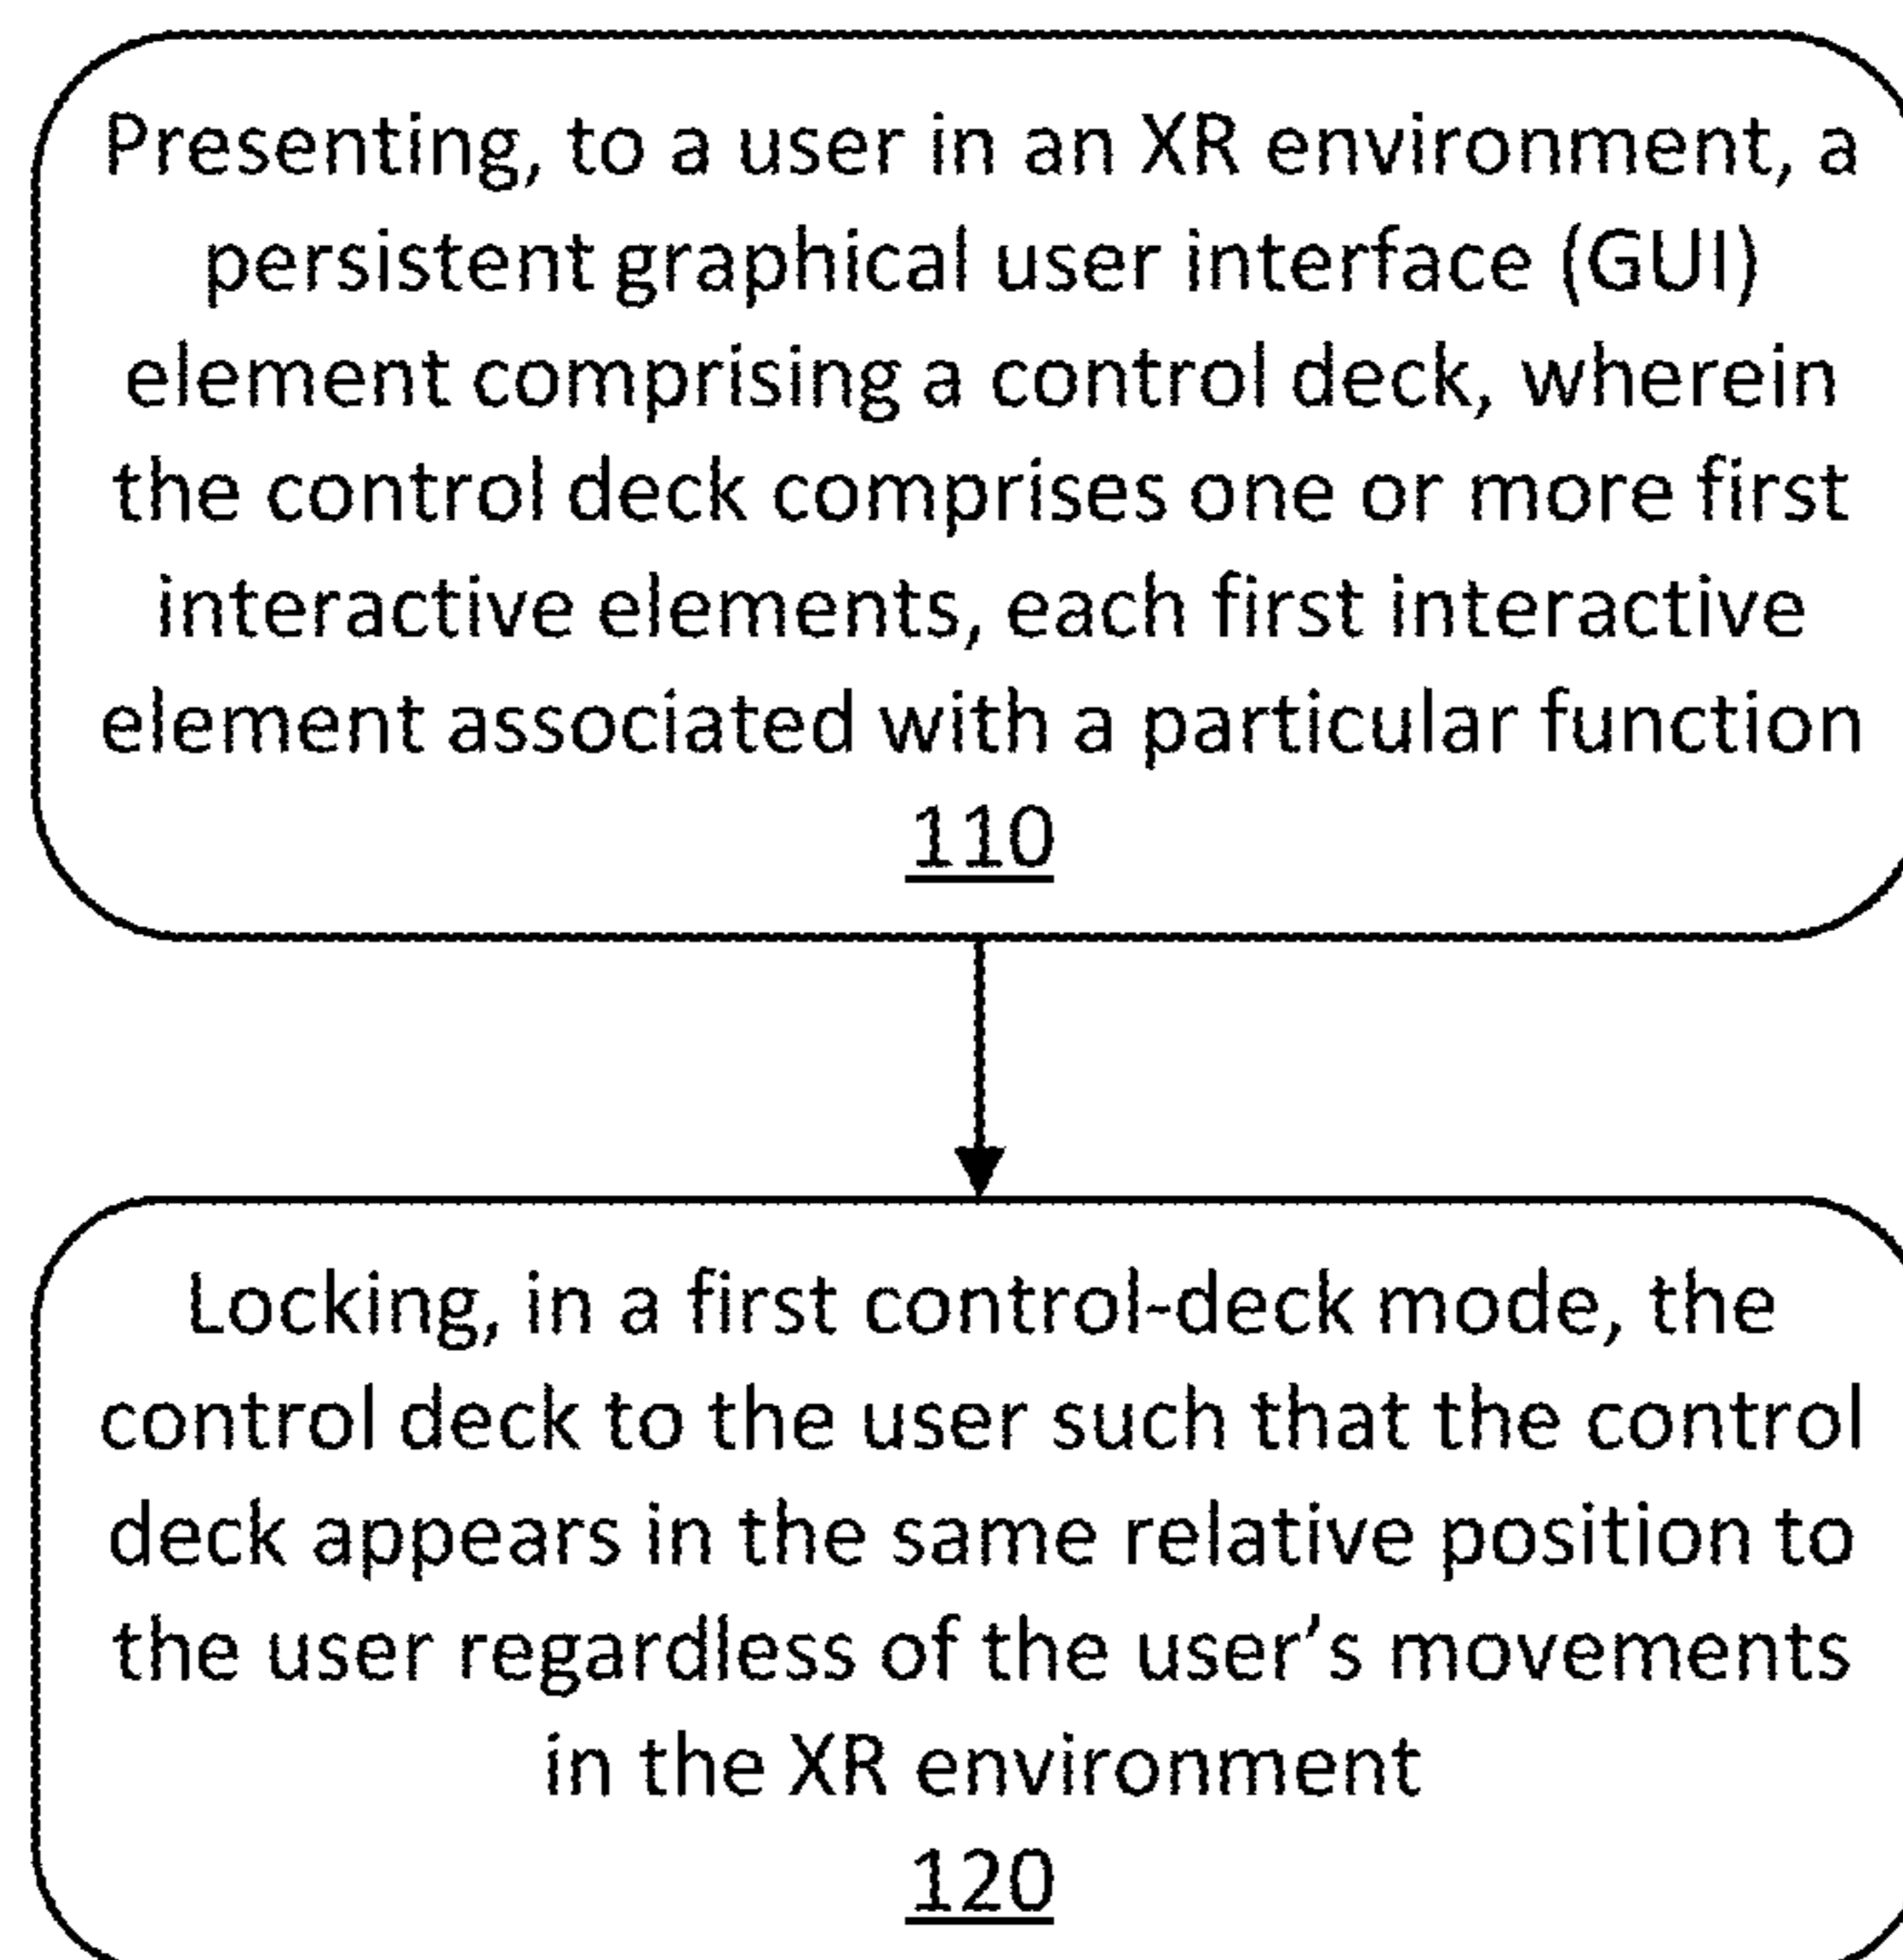 Presenting, to a user in an XR environment, a
persistent graphical user interface (GUI)
element comprising a control deck, wherein
the control deck comprises one or more first
interactive elements, each first interactive
element associated with a particular function
110
Locking, in a first control-deck mode, the
control deck to the user such that the control
deck appears in the same relative position to
the user regardless of the user’s movements
in the XR environment
120